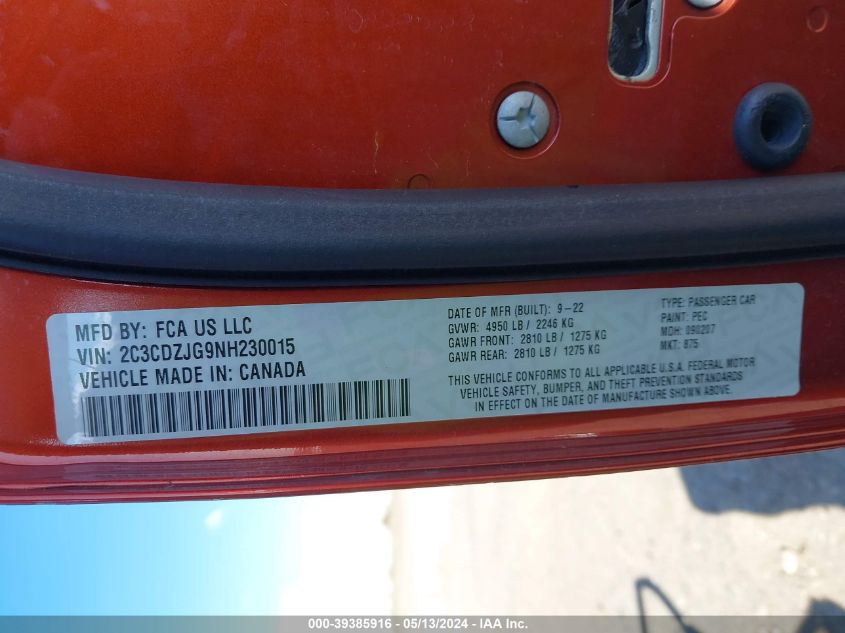 MFD BY: FCA US LLC
VIN: 2C3CDZJG9NH230015
VEHICLE MADE IN: CANADA
DATE OF MFR (BUILT): 9-22
GVWR: 4950 LB / 2246 KG
GAWR FRONT: 2810 LB / 1275 KG
GAWR REAR: 2810 LB / 1275 KG
TYPE: PASSENGER CAR
PAINT: PEC
MDH: 090207
MKT: 875
THIS VEHICLE CONFORMS TO ALL APPLICABLE U.S.A. FEDERAL MOTOR
VEHICLE SAFETY, BUMPER, AND THEFT PREVENTION STANDARDS
IN EFFECT ON THE DATE OF MANUFACTURE SHOWN ABOVE.
000-39385916 - 05/13/2024 - IAA Inc.